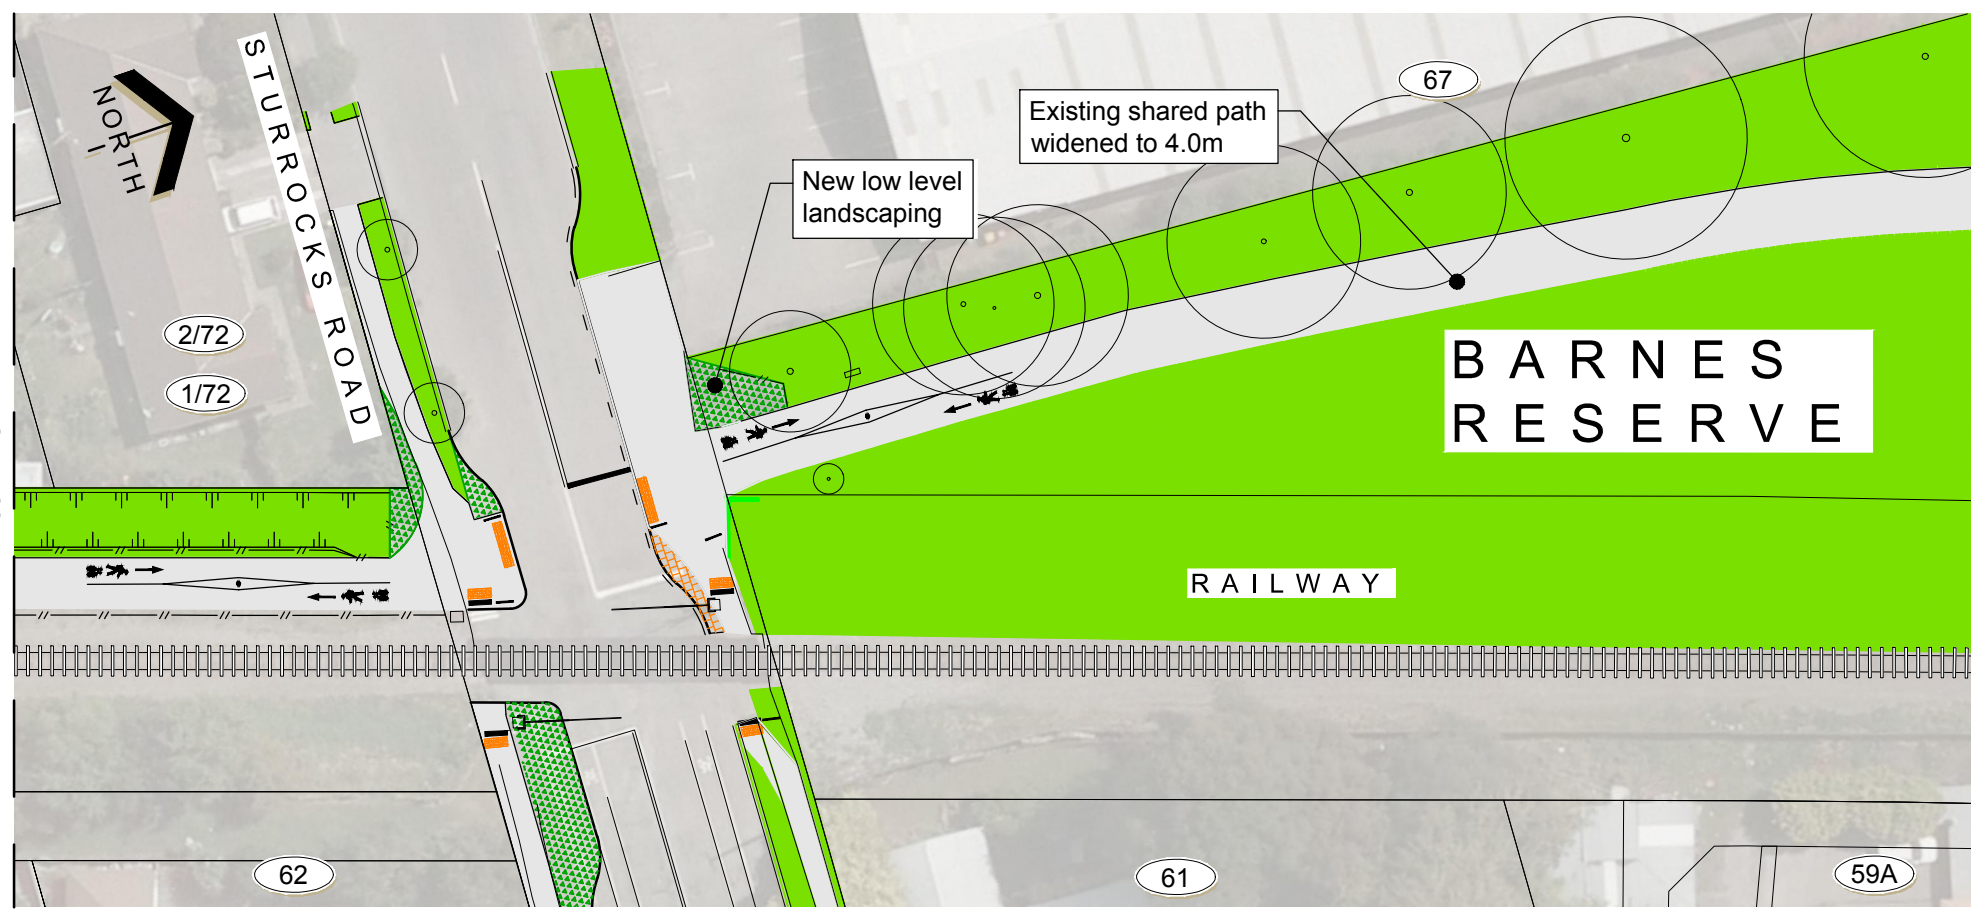 NORTH
STURROCKS ROAD
67
Existing shared path
widened to 4.0m
New low level
landscaping
2/72
1/72
BARNES
RESERVE
RAILWAY
62
61
59A